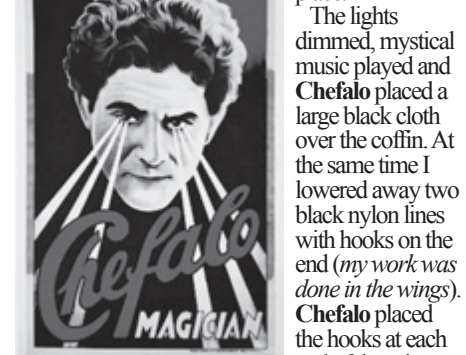 Chefalo
MAGICIAN
The lights
dimmed, mystical
music played and
Chefalo placed a
large black cloth
over the coffin. At
the same time I
lowered away two
black nylon lines
with hooks on the
end (my work was
done in the wings).
Chefalo placed
the hooks at each